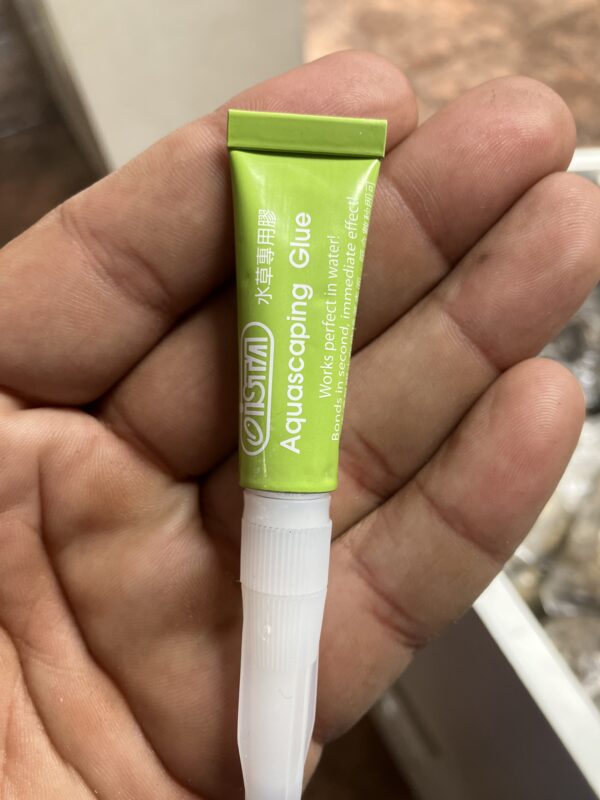 ISTA
水草專用膠
Aquascaping Glue
Works perfect in water!
Bonds in second, immediate effect!